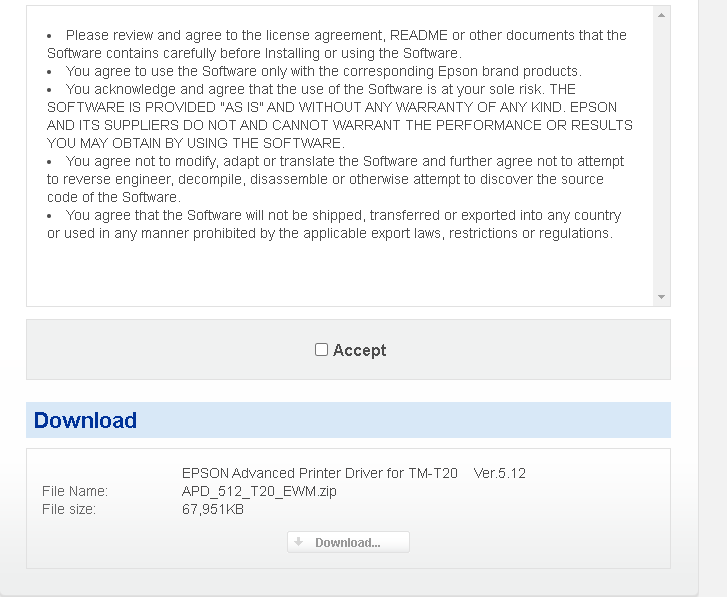 • Please review and agree to the license agreement, README or other documents that the
Software contains carefully before Installing or using the Software.
• You agree to use the Software only with the corresponding Epson brand products.
• You acknowledge and agree that the use of the Software is at your sole risk. THE
SOFTWARE IS PROVIDED "AS IS" AND WITHOUT ANY WARRANTY OF ANY KIND. EPSON
AND ITS SUPPLIERS DO NOT AND CANNOT WARRANT THE PERFORMANCE OR RESULTS
YOU MAY OBTAIN BY USING THE SOFTWARE.
• You agree not to modify, adapt or translate the Software and further agree not to attempt
to reverse engineer, decompile, disassemble or otherwise attempt to discover the source
code of the Software.
• You agree that the Software will not be shipped, transferred or exported into any country
or used in any manner prohibited by the applicable export laws, restrictions or regulations.
Accept
Download
EPSON Advanced Printer Driver for TM-T20 Ver.5.12
File Name: APD_512_T20_EWM.zip
File size: 67,951KB
Download...